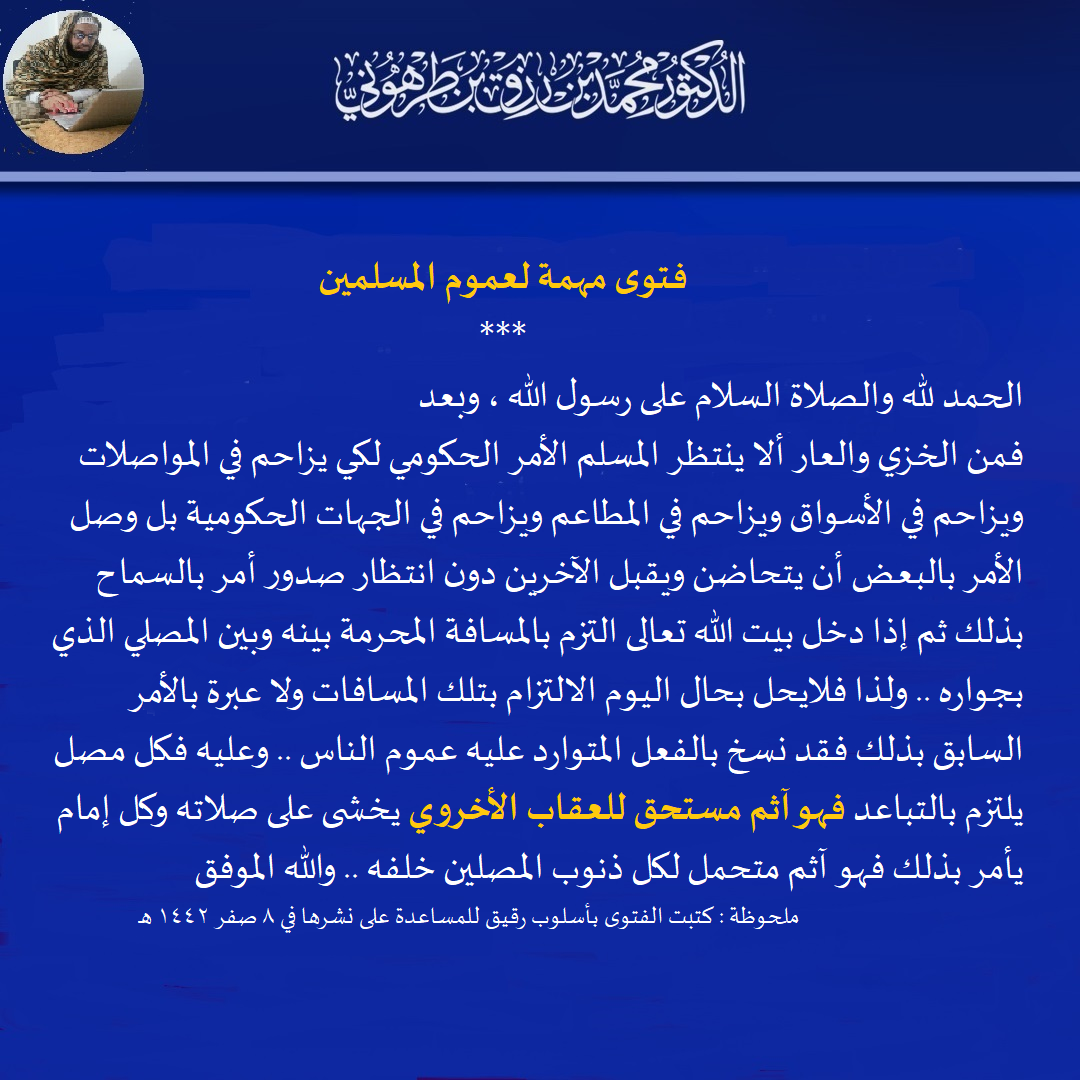 الدكتور محمد بن رزق بن طرهوني
فتوى مهمة لعموم المسلمين
***
الحمد لله والصلاة السلام على رسول الله ، وبعد
فمن الخزي والعار ألا ينتظر المسلم الأمر الحكومي لكي يزاحم في المواصلات
ويزاحم في الأسواق ويزاحم في المطاعم ويزاحم في الجهات الحكومية بل وصل
الأمر بالبعض أن يتحاضن ويقبل الآخرين دون انتظار صدور أمر بالسماح
بذلك ثم إذا دخل بيت الله تعالى التزم بالمسافة المحرمة بينه وبين المصلي الذي
بجواره .. ولذا فلايحل بحال اليوم الالتزام بتلك المسافات ولا عبرة بالأمر
السابق بذلك فقد نسخ بالفعل المتوارد عليه عموم الناس .. وعليه فكل مصل
يلتزم بالتباعد فهو آثم مستحق للعقاب الأخروي يخشى على صلاته وكل إمام
يأمر بذلك فهو آثم متحمل لكل ذنوب المصلين خلفه .. والله الموفق
ملحوظة : كتبت الفتوى بأسلوب رقيق للمساعدة على نشرها في ٨ صفر ١٤٤٢ هـ